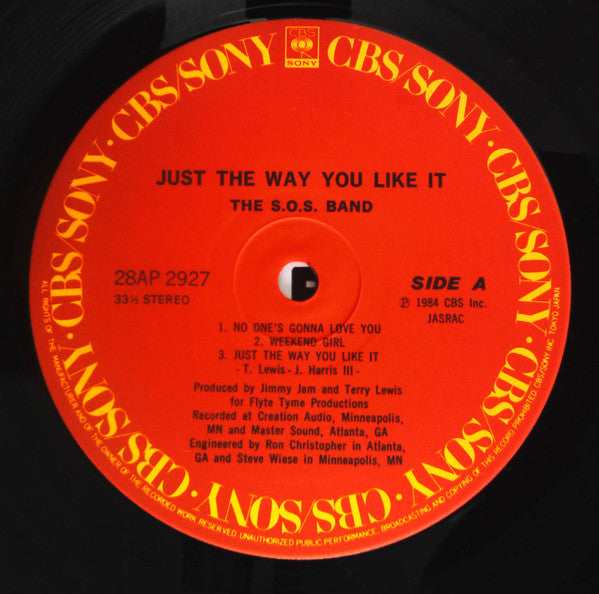 CBS/SONY · CBS/SONY · CBS/SONY · CBS/SONY · CBS/SONY · CBS/SONY · CBS/SONY
CBS
SONY
JUST THE WAY YOU LIKE IT
THE S.O.S. BAND
28AP 2927
33⅓ STEREO
SIDE A
Ⓟ 1984 CBS Inc.
JASRAC
1. NO ONE'S GONNA LOVE YOU
2. WEEKEND GIRL
3. JUST THE WAY YOU LIKE IT
- T. Lewis - J. Harris III -
Produced by Jimmy Jam and Terry Lewis
for Flyte Tyme Productions
Recorded at Creation Audio, Minneapolis,
MN and Master Sound, Atlanta, GA
Engineered by Ron Christopher in Atlanta,
GA and Steve Wiese in Minneapolis, MN
ALL RIGHTS OF THE MANUFACTURER AND OF THE OWNER OF THE RECORDED WORK RESERVED. UNAUTHORIZED PUBLIC PERFORMANCE, BROADCASTING AND COPYING OF THIS RECORD PROHIBITED. CBS/SONY INC. TOKYO JAPAN.